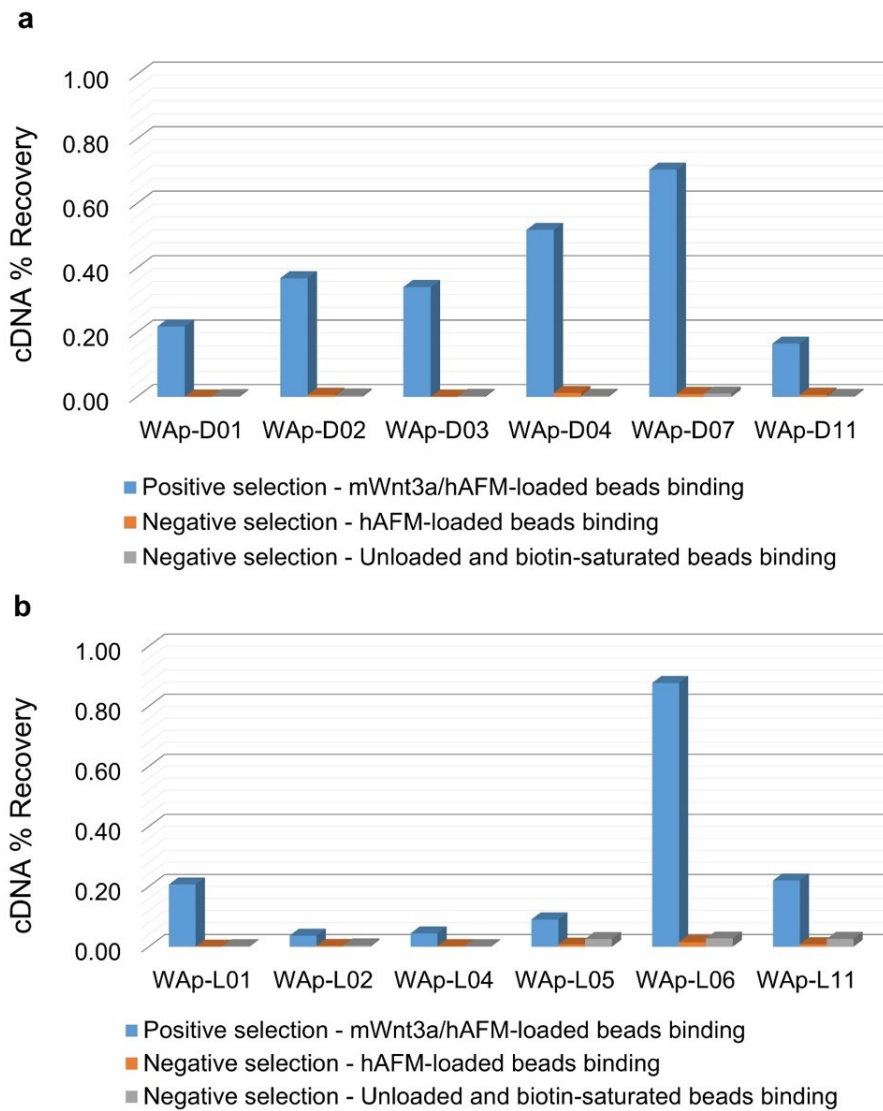 a
cDNA % Recovery
1.00
0.80
0.60
0.40
0.20
0.00
WAp-D01 WAp-D02 WAp-D03 WAp-D04 WAp-D07 WAp-D11
Positive selection - mWnt3a/hAFM-loaded beads binding
Negative selection - hAFM-loaded beads binding
Negative selection - Unloaded and biotin-saturated beads binding
b
cDNA % Recovery
1.00
0.80
0.60
0.40
0.20
0.00
WAp-L01 WAp-L02 WAp-L04 WAp-L05 WAp-L06 WAp-L11
Positive selection - mWnt3a/hAFM-loaded beads binding
Negative selection - hAFM-loaded beads binding
Negative selection - Unloaded and biotin-saturated beads binding